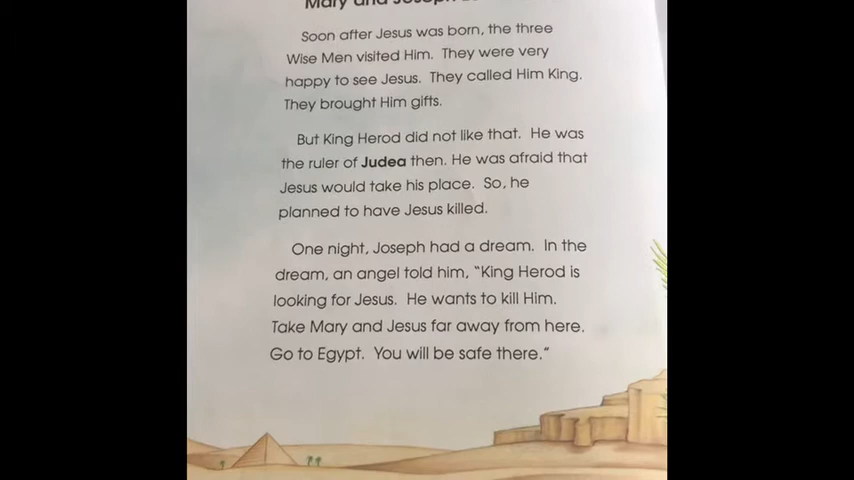 Mary and Joseph
Soon after Jesus was born, the three
Wise Men visited Him. They were very
happy to see Jesus. They called Him King.
They brought Him gifts.
But King Herod did not like that. He was
the ruler of Judea then. He was afraid that
Jesus would take his place. So, he
planned to have Jesus killed.
One night, Joseph had a dream. In the
dream, an angel told him, "King Herod is
looking for Jesus. He wants to kill Him.
Take Mary and Jesus far away from here.
Go to Egypt. You will be safe there."